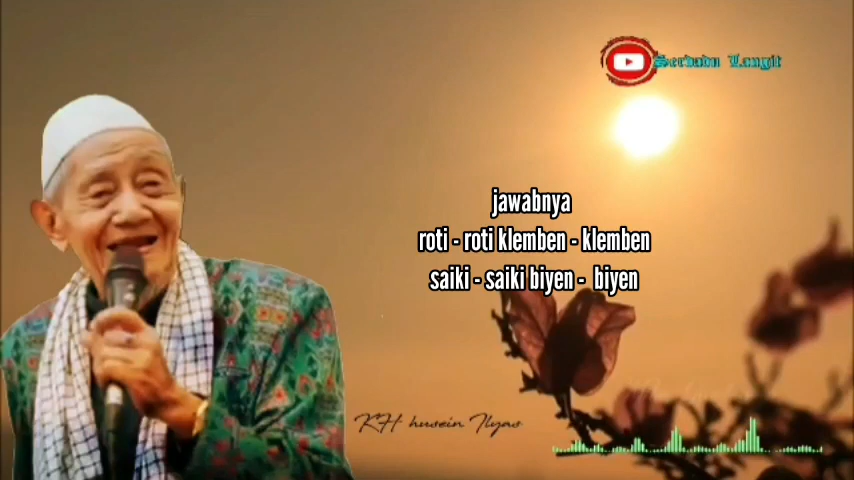 Serdadu Langit
jawabnya
roti - roti klemben - klemben
saiki - saiki biyen - biyen
KH husein Ilyas